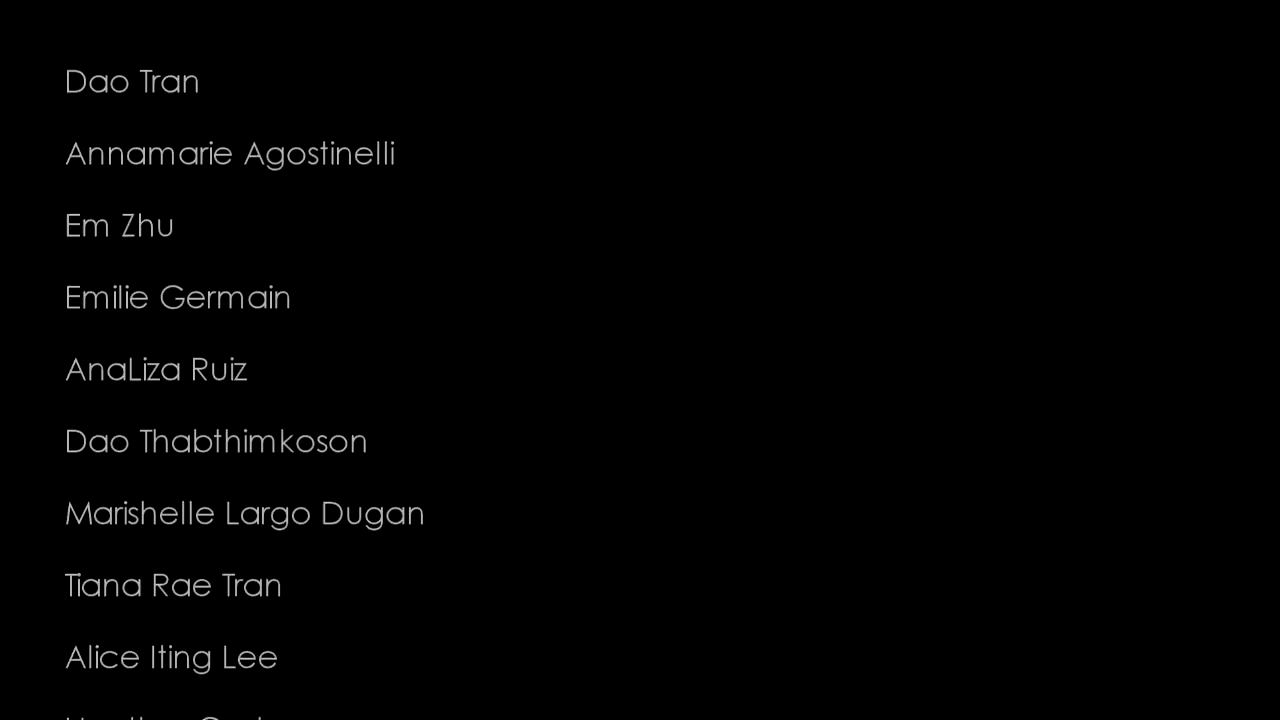 Dao Tran
Annamarie Agostinelli
Em Zhu
Emilie Germain
AnaLiza Ruiz
Dao Thabthimkoson
Marishelle Largo Dugan
Tiana Rae Tran
Alice Iting Lee